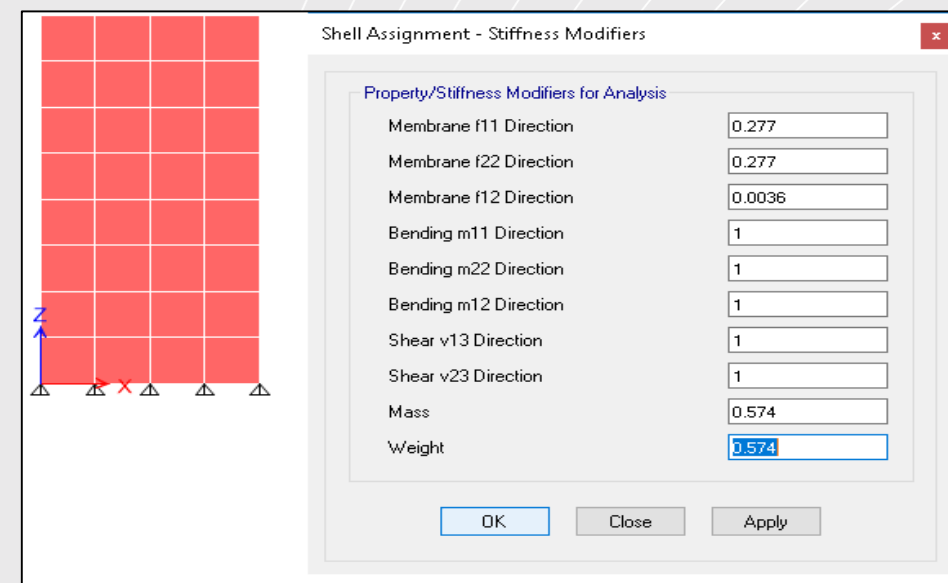 Shell Assignment - Stiffness Modifiers
x
Property/Stiffness Modifiers for Analysis
Membrane f11 Direction 0.277
Membrane f22 Direction 0.277
Membrane f12 Direction 0.0036
Bending m11 Direction 1
Bending m22 Direction 1
Bending m12 Direction 1
Z
Shear v13 Direction 1
Shear v23 Direction 1
X
Mass 0.574
Weight 0.574
OK Close Apply